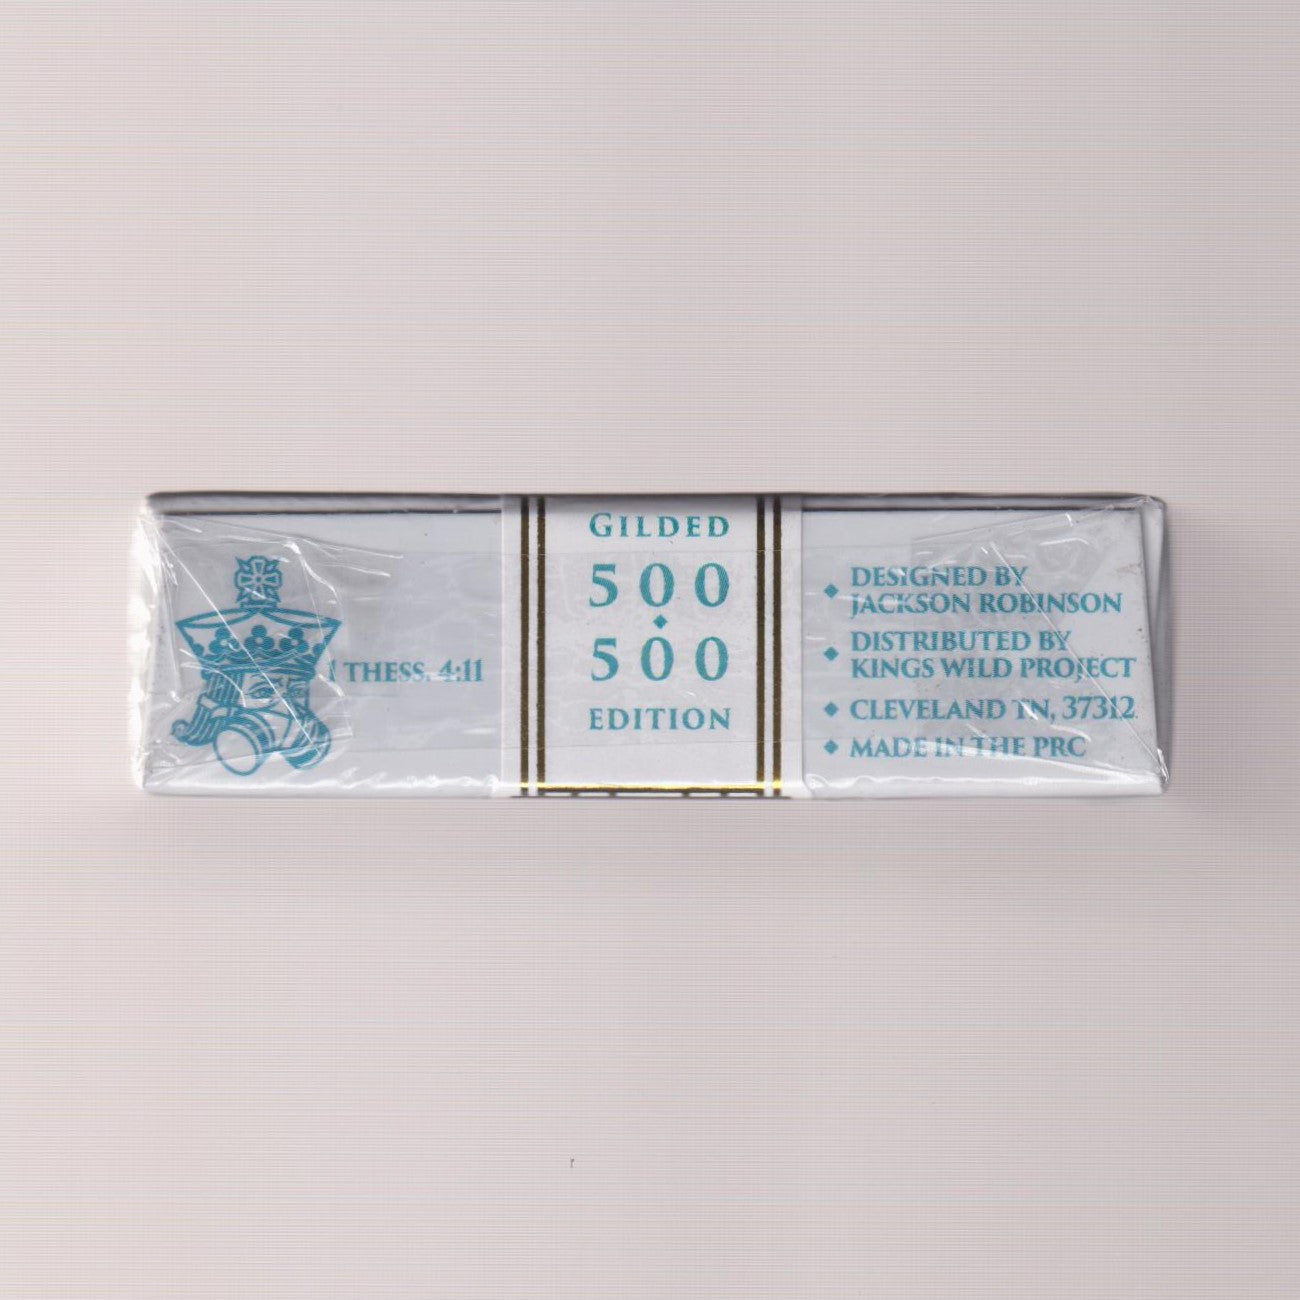 1 THESS. 4:11
GILDED
500
500
EDITION
DESIGNED BY
JACKSON ROBINSON
DISTRIBUTED BY
KINGS WILD PROJECT
CLEVELAND TN, 37312
MADE IN THE PRC